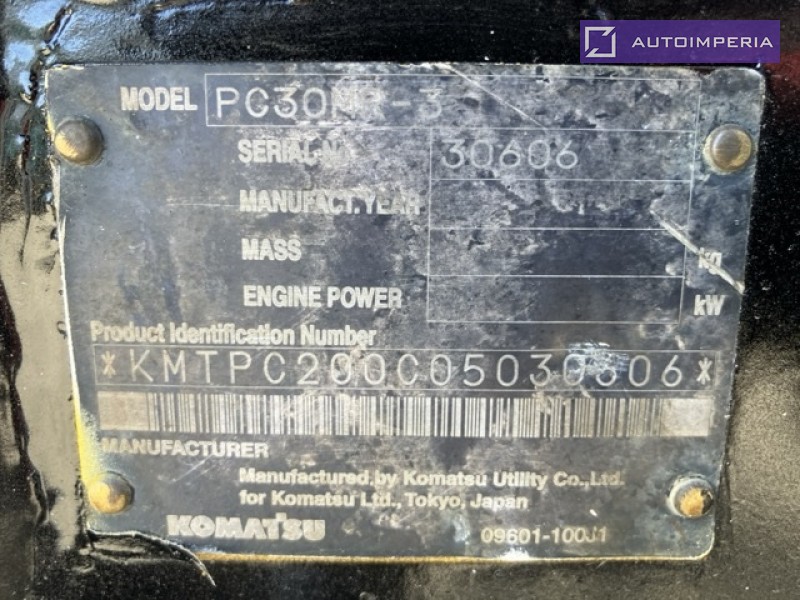 AUTOIMPERIA
MODEL PC30MR-3
SERIAL NO 30606
MANUFACT. YEAR
MASS kg
ENGINE POWER kW
Product Identification Number
*KMTPC200C05030606*
MANUFACTURER
Manufactured by Komatsu Utility Co.,Ltd.
for Komatsu Ltd., Tokyo, Japan
KOMATSU 09601-100J1